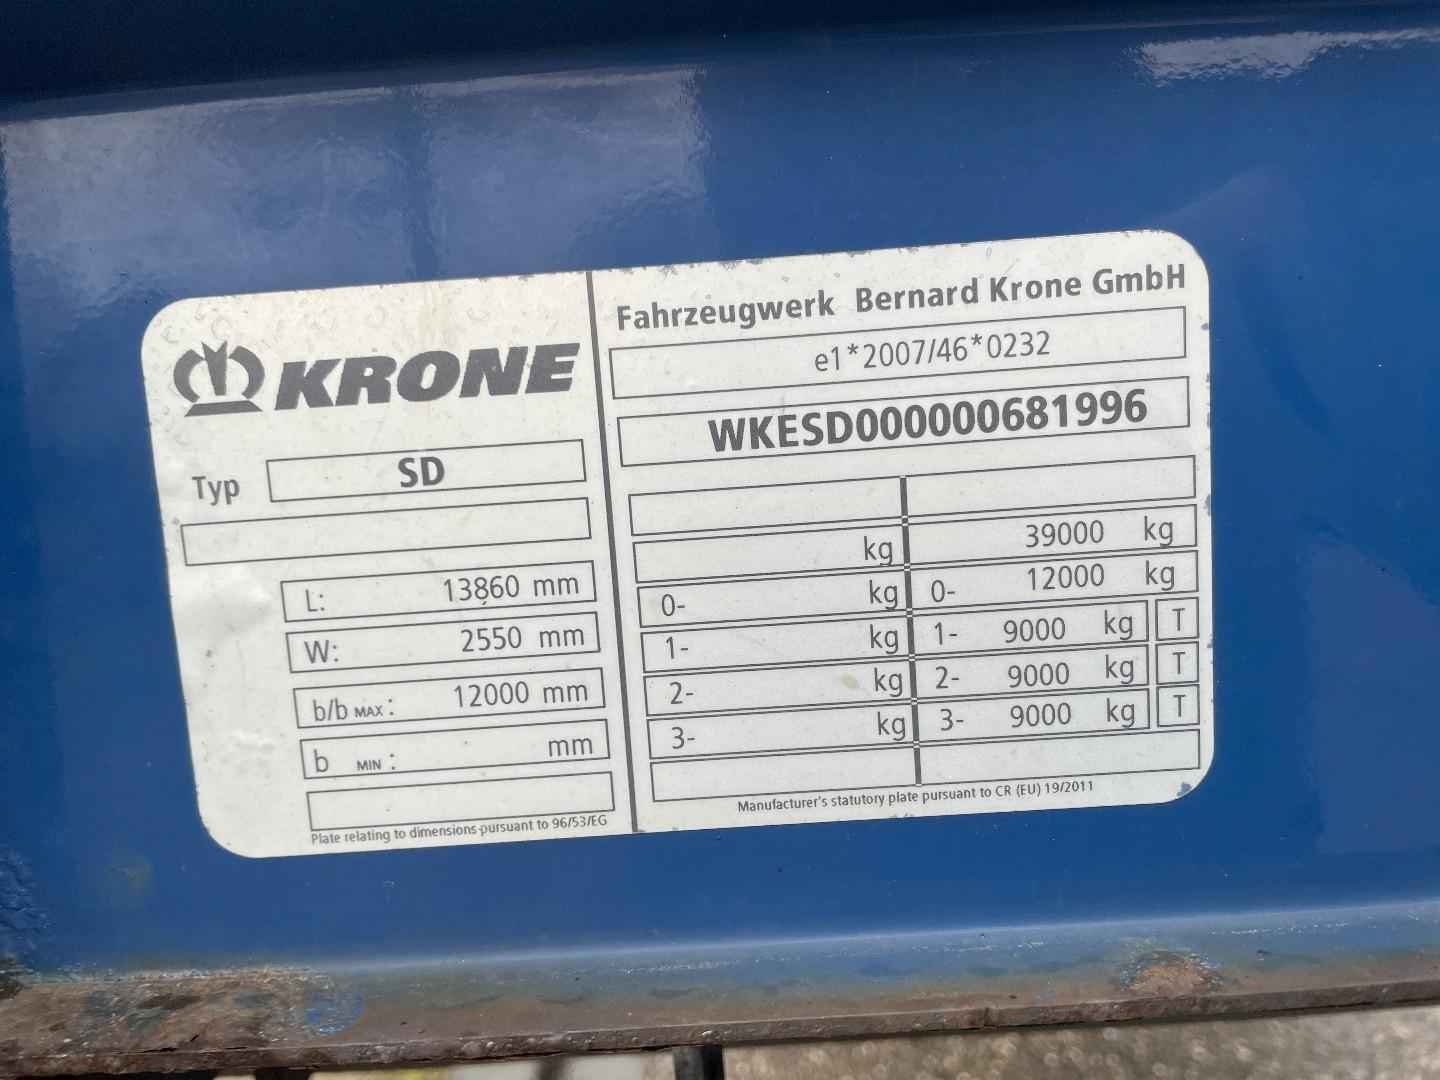 KRONE
Typ SD
L: 13860 mm
W: 2550 mm
b/b MAX: 12000 mm
b MIN: mm
Plate relating to dimensions pursuant to 96/53/EG
Fahrzeugwerk Bernard Krone GmbH
e1*2007/46*0232
WKESD000000681996
kg 39000 kg
0- kg 0- 12000 kg
1- kg 1- 9000 kg T
2- kg 2- 9000 kg T
3- kg 3- 9000 kg T
Manufacturer's statutory plate pursuant to CR (EU) 19/2011